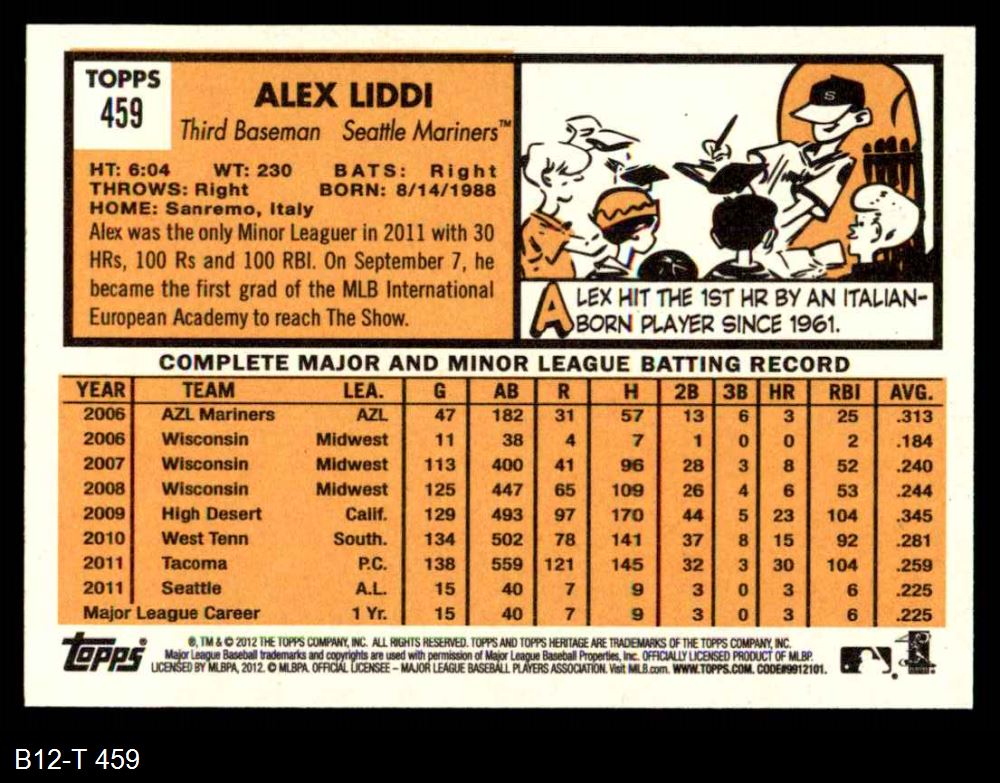 TOPPS
459
ALEX LIDDI
Third Baseman Seattle Mariners™
HT: 6:04 WT: 230 BATS: Right
THROWS: Right BORN: 8/14/1988
HOME: Sanremo, Italy
Alex was the only Minor Leaguer in 2011 with 30
HRs, 100 Rs and 100 RBI. On September 7, he
became the first grad of the MLB International
European Academy to reach The Show.
S
ALEX HIT THE 1ST HR BY AN ITALIAN-
BORN PLAYER SINCE 1961.
COMPLETE MAJOR AND MINOR LEAGUE BATTING RECORD
YEAR TEAM LEA. G AB R H 2B 3B HR RBI AVG.
2006 AZL Mariners AZL 47 182 31 57 13 6 3 25 .313
2006 Wisconsin Midwest 11 38 4 7 1 0 0 2 .184
2007 Wisconsin Midwest 113 400 41 96 28 3 8 52 .240
2008 Wisconsin Midwest 125 447 65 109 26 4 6 53 .244
2009 High Desert Calif. 129 493 97 170 44 5 23 104 .345
2010 West Tenn South. 134 502 78 141 37 8 15 92 .281
2011 Tacoma P.C. 138 559 121 145 32 3 30 104 .259
2011 Seattle A.L. 15 40 7 9 3 0 3 6 .225
Major League Career 1 Yr. 15 40 7 9 3 0 3 6 .225
Topps®
®, TM & © 2012 THE TOPPS COMPANY, INC. ALL RIGHTS RESERVED. TOPPS AND TOPPS HERITAGE ARE TRADEMARKS OF THE TOPPS COMPANY, INC.
Major League Baseball trademarks and copyrights are used with permission of Major League Baseball Properties, Inc. OFFICIALLY LICENSED PRODUCT OF MLBP.
LICENSED BY MLBPA, 2012. © MLBPA. OFFICIAL LICENSEE – MAJOR LEAGUE BASEBALL PLAYERS ASSOCIATION. Visit MLB.com. WWW.TOPPS.COM. CODE#9912101.
B12-T 459